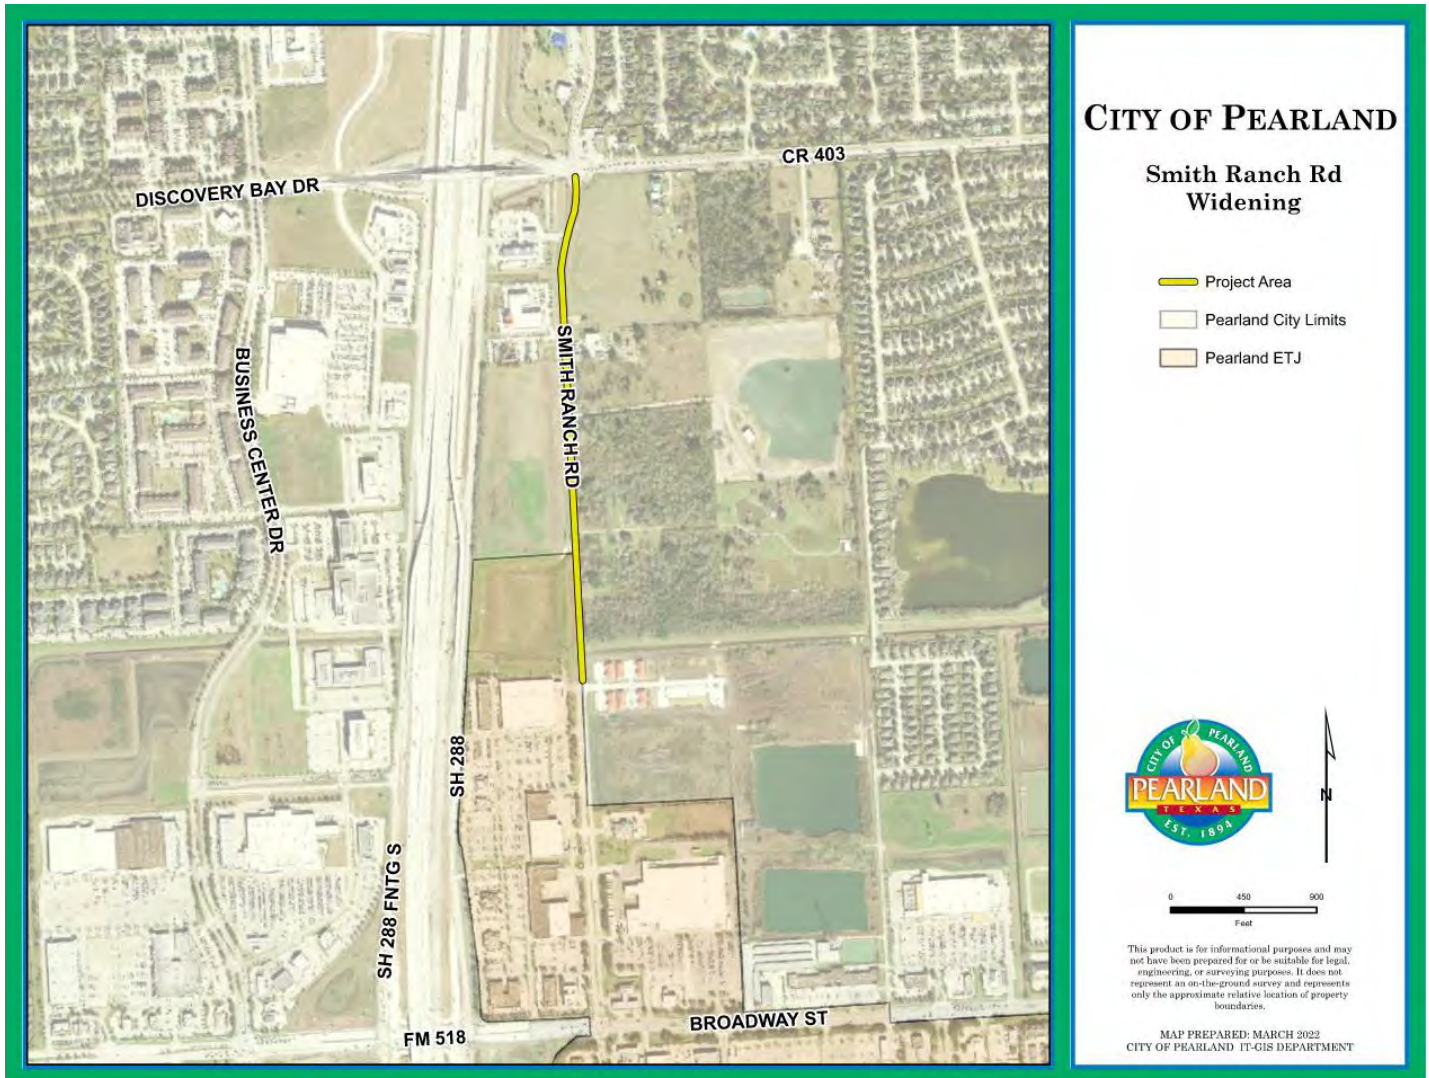 CITY OF PEARLAND
Smith Ranch Rd
Widening
Project Area
Pearland City Limits
Pearland ETJ
CR 403
DISCOVERY BAY DR
SMITH RANCH RD
BUSINESS CENTER DR
SH 288
SH 288 FNTG S
BROADWAY ST
FM 518
CITY OF PEARLAND
PEARLAND
TEXAS
EST. 1894
N
0 450 900
Feet
This product is for informational purposes and may
not have been prepared for or be suitable for legal,
engineering, or surveying purposes. It does not
represent an on-the-ground survey and represents
only the approximate relative location of property
boundaries.
MAP PREPARED: MARCH 2022
CITY OF PEARLAND IT-GIS DEPARTMENT